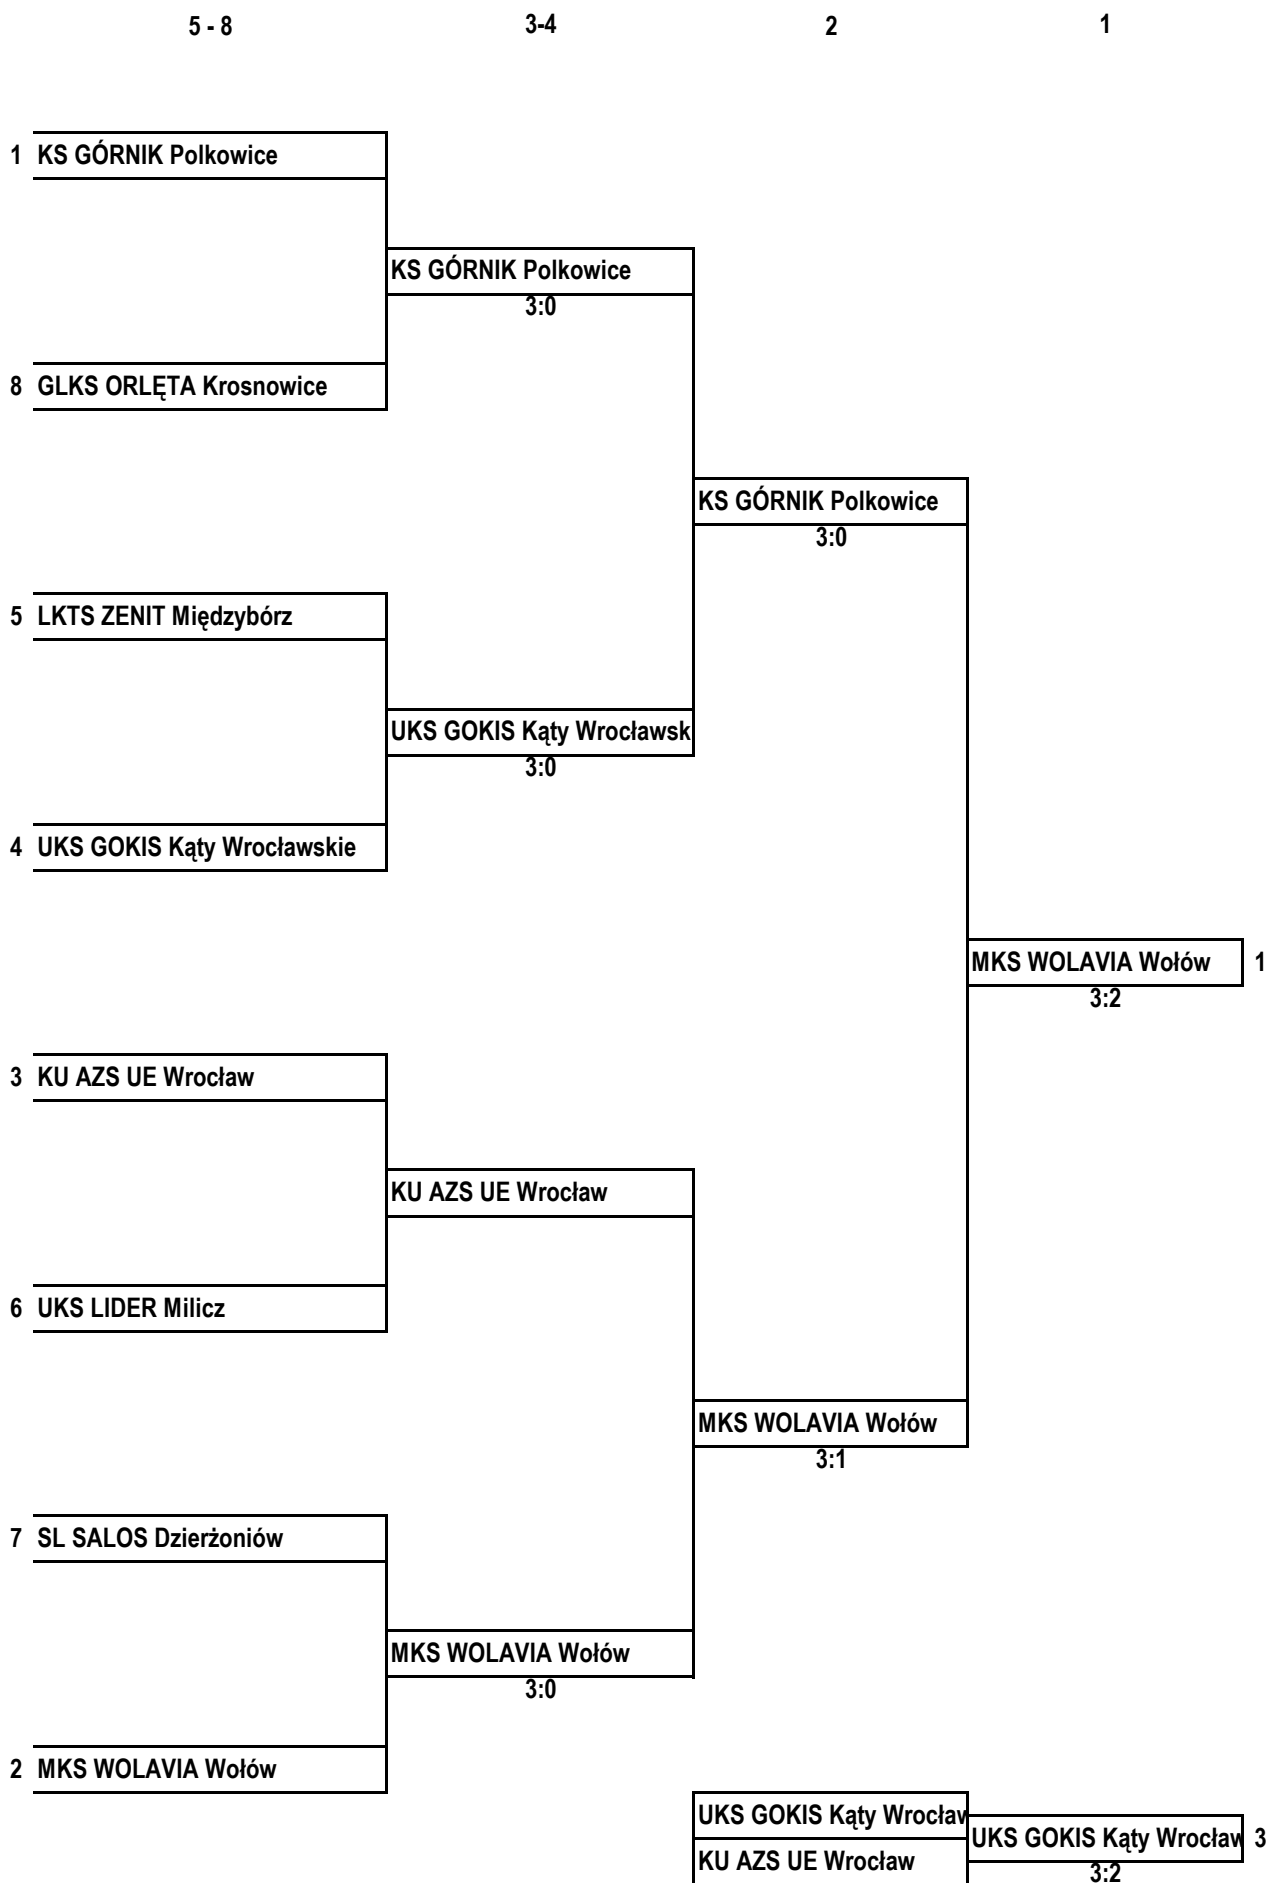 5 - 8 3-4 2 1
1 KS GÓRNIK Polkowice
KS GÓRNIK Polkowice
3:0
8 GLKS ORLĘTA Krosnowice
KS GÓRNIK Polkowice
3:0
5 LKTS ZENIT Międzybórz
UKS GOKIS Kąty Wrocławsk
3:0
4 UKS GOKIS Kąty Wrocławskie
MKS WOLAVIA Wołów 1
3:2
3 KU AZS UE Wrocław
KU AZS UE Wrocław
6 UKS LIDER Milicz
MKS WOLAVIA Wołów
3:1
7 SL SALOS Dzierżoniów
MKS WOLAVIA Wołów
3:0
2 MKS WOLAVIA Wołów
UKS GOKIS Kąty Wrocław
UKS GOKIS Kąty Wrocław 3
KU AZS UE Wrocław
3:2